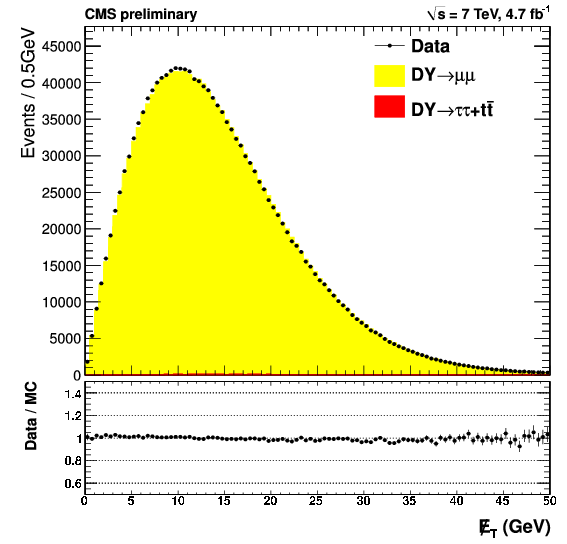 CMS preliminary
√s = 7 TeV, 4.7 fb⁻¹
Events / 0.5GeV
45000
40000
35000
30000
25000
20000
15000
10000
5000
0
Data
DY→μμ
DY→ττ+tt̄
Data / MC
1.4
1.2
1
0.8
0.6
0 5 10 15 20 25 30 35 40 45 50
E̸_T (GeV)